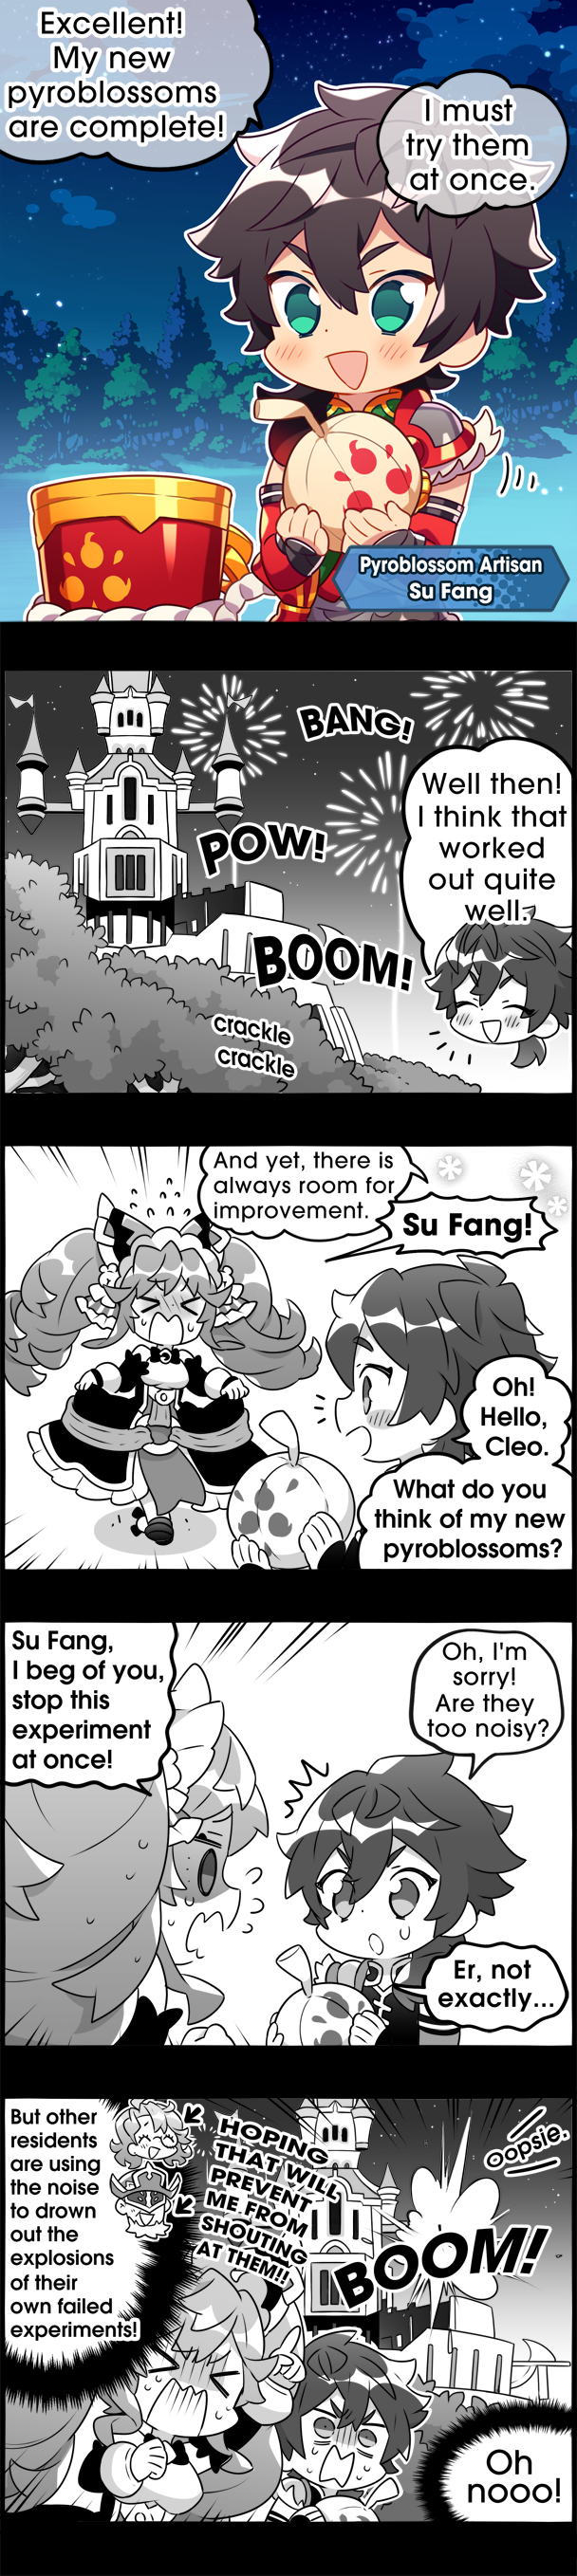 Excellent!
My new
pyroblossoms
are complete!
I must
try them
at once.
Pyroblossom Artisan
Su Fang
BANG!
POW!
BOOM!
crackle
crackle
Well then!
I think that
worked
out quite
well.
And yet, there is
always room for
improvement.
Su Fang!
Oh!
Hello,
Cleo.
What do you
think of my new
pyroblossoms?
Su Fang,
I beg of you,
stop this
experiment
at once!
Oh, I'm
sorry!
Are they
too noisy?
Er, not
exactly...
But other
residents
are using
the noise
to drown
out the
explosions
of their
own failed
experiments!
HOPING
THAT WILL
PREVENT
ME FROM
SHOUTING
AT THEM!!
oopsie.
BOOM!
Oh
nooo!